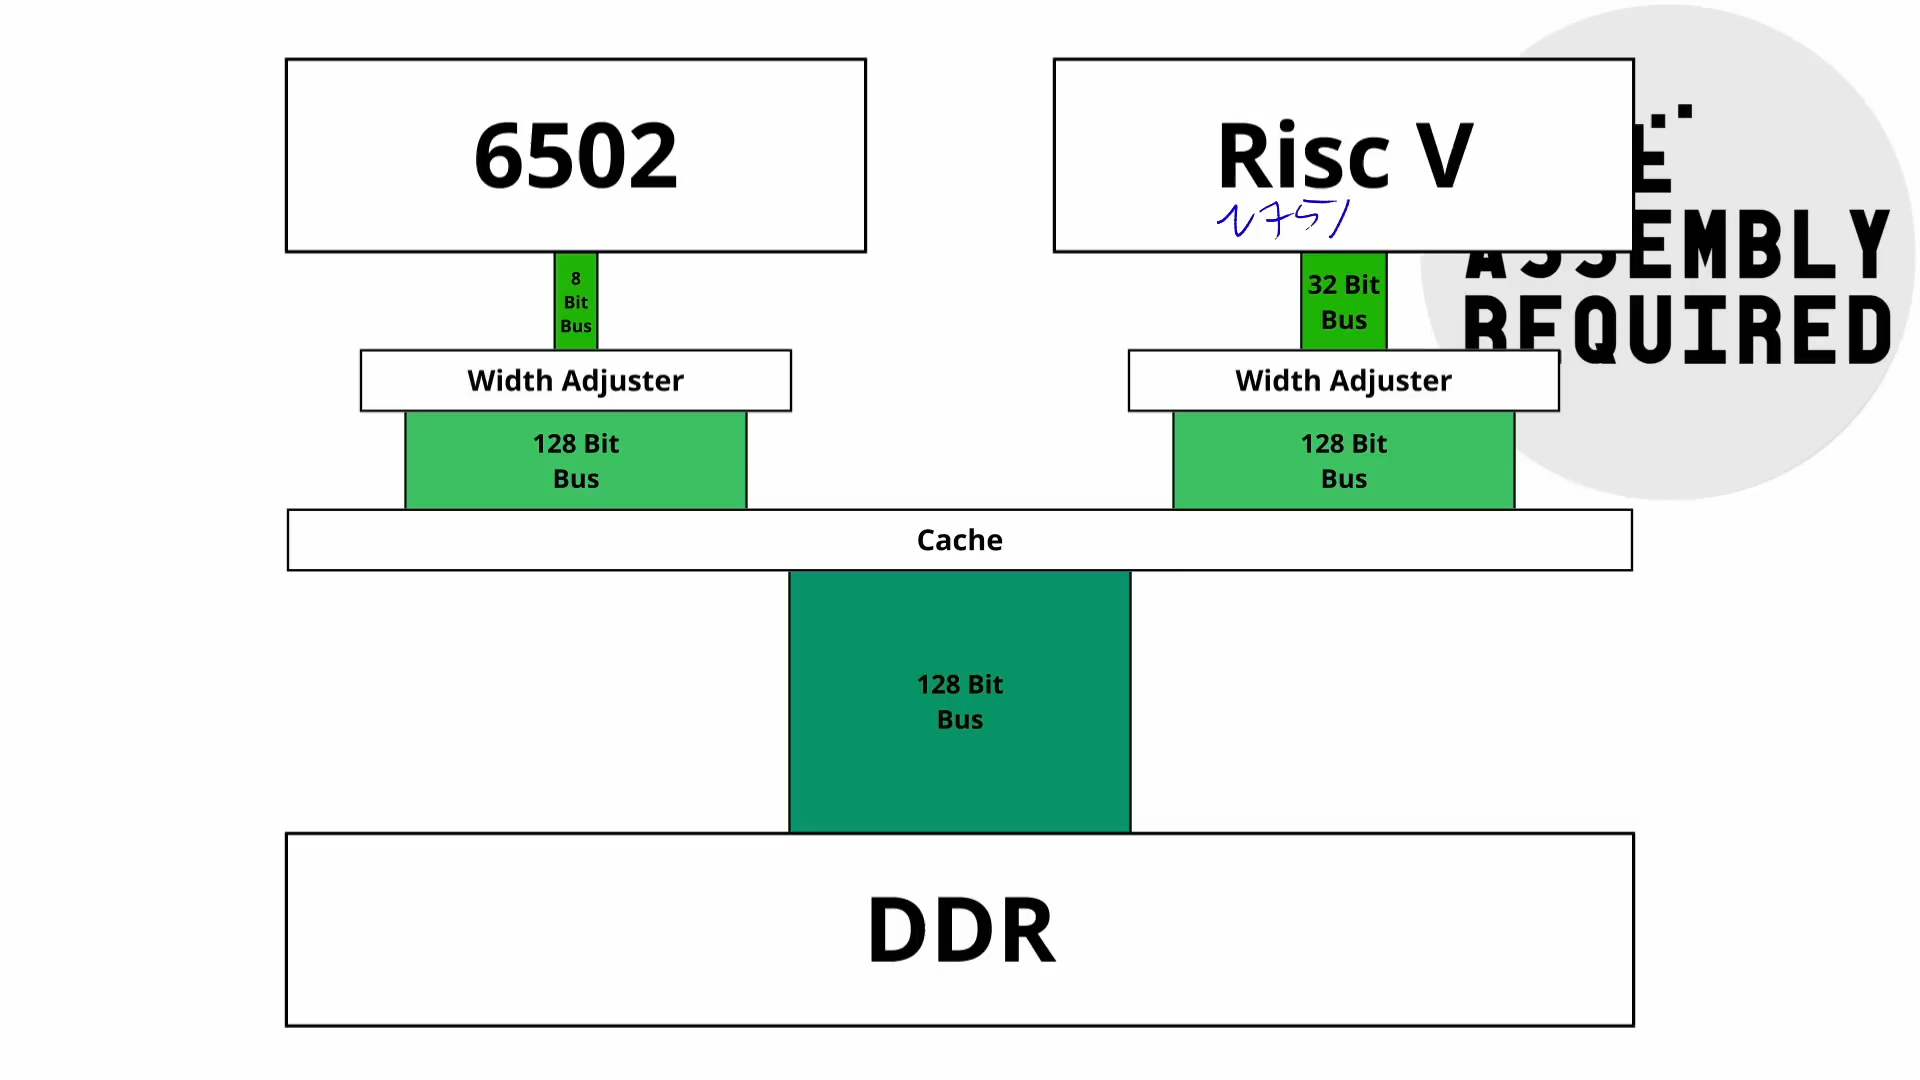 6502
Risc V
8
Bit
Bus
32 Bit
Bus
ASSEMBLY
REQUIRED
Width Adjuster
Width Adjuster
128 Bit
Bus
128 Bit
Bus
Cache
128 Bit
Bus
DDR